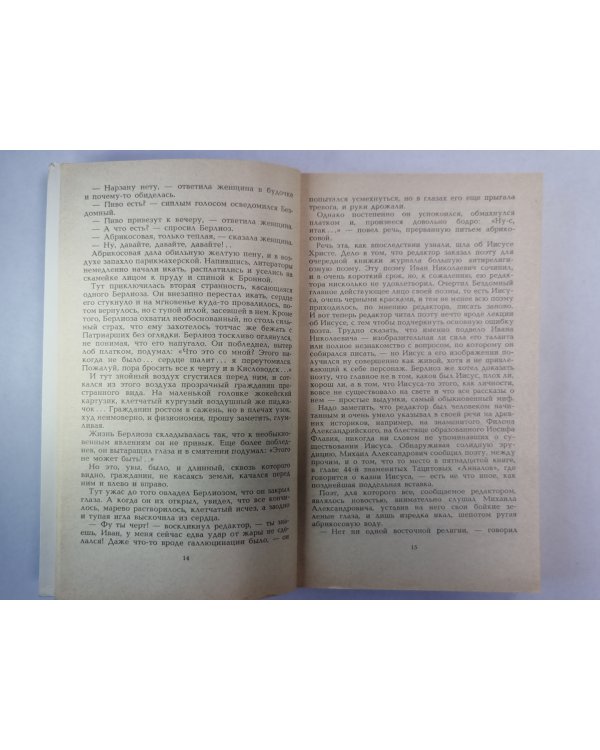 — Нарзану нету, — ответила женщина в будочке
и почему-то обиделась.
— Пиво есть? — сиплым голосом осведомился Без-
домный.
— Пиво привезут к вечеру, — ответила женщина.
— А что есть? — спросил Берлиоз.
— Абрикосовая, только теплая, — сказала женщина.
— Ну, давайте, давайте, давайте!..
Абрикосовая дала обильную желтую пену, и в воз-
духе запахло парикмахерской. Напившись, литераторы
немедленно начали икать, расплатились и уселись на
скамейке лицом к пруду и спиной к Бронной.
Тут приключилась вторая странность, касающаяся
одного Берлиоза. Он внезапно перестал икать, сердце
его стукнуло и на мгновенье куда-то провалилось, по-
том вернулось, но с тупой иглой, засевшей в нем. Кроме
того, Берлиоза охватил необоснованный, но столь силь-
ный страх, что ему захотелось тотчас же бежать с
Патриарших без оглядки. Берлиоз тоскливо оглянулся,
не понимая, что его напугало. Он побледнел, вытер
лоб платком, подумал: «Что это со мной? Этого ни-
когда не было... сердце шалит... я переутомился.
Пожалуй, пора бросить все к черту и в Кисловодск...»
И тут знойный воздух сгустился перед ним, и сот-
кался из этого воздуха прозрачный гражданин пре-
странного вида. На маленькой головке жокейский
картузик, клетчатый кургузый воздушный же пиджа-
чок... Гражданин ростом в сажень, но в плечах узок,
худ неимоверно, и физиономия, прошу заметить, глум-
ливая.
Жизнь Берлиоза складывалась так, что к необыкно-
венным явлениям он не привык. Еще более поблед-
нев, он вытаращил глаза и в смятении подумал: «Этого
не может быть!..»
Но это, увы, было, и длинный, сквозь которого
видно, гражданин, не касаясь земли, качался перед
ним и влево и вправо.
Тут ужас до того овладел Берлиозом, что он закрыл
глаза. А когда он их открыл, увидел, что все кон-
чилось, марево растворилось, клетчатый исчез, а заодно
и тупая игла выскочила из сердца.
— Фу ты черт! — воскликнул редактор, — ты зна-
ешь, Иван, у меня сейчас едва удар от жары не сде-
лался! Даже что-то вроде галлюцинации было, — он
14
попытался усмехнуться, но в глазах его еще прыгала
тревога, и руки дрожали.
Однако постепенно он успокоился, обмахнулся
платком и, произнеся довольно бодро: «Ну-с,
итак...» — повел речь, прерванную питьем абрико-
совой.
Речь эта, как впоследствии узнали, шла об Иисусе
Христе. Дело в том, что редактор заказал поэту для
очередной книжки журнала большую антирелигиоз-
ную поэму. Эту поэму Иван Николаевич сочинил,
и в очень короткий срок, но, к сожалению, ею редак-
тора нисколько не удовлетворил. Очертил Бездомный
главное действующее лицо своей поэмы, то есть Иису-
са, очень черными красками, и тем не менее всю поэму
приходилось, по мнению редактора, писать заново.
И вот теперь редактор читал поэту нечто вроде лекции
об Иисусе, с тем чтобы подчеркнуть основную ошибку
поэта. Трудно сказать, что именно подвело Ивана
Николаевича — изобразительная ли сила его таланта
или полное незнакомство с вопросом, по которому он
собирался писать, — но Иисус в его изображении полу-
чился ну совершенно как живой, хотя и не привле-
кающий к себе персонаж. Берлиоз же хотел доказать
поэту, что главное не в том, каков был Иисус, плох ли,
хорош ли, а в том, что Иисуса-то этого, как личности,
вовсе не существовало на свете и что все рассказы о
нем — простые выдумки, самый обыкновенный миф.
Надо заметить, что редактор был человеком начи-
танным и очень умело указывал в своей речи на древ-
них историков, например, на знаменитого Филона
Александрийского, на блестяще образованного Иосифа
Флавия, никогда ни словом не упоминавших о суще-
ствовании Иисуса. Обнаруживая солидную эру-
дицию, Михаил Александрович сообщил поэту, между
прочим, и о том, что то место в пятнадцатой книге,
в главе 44-й знаменитых Тацитовых «Анналов», где
говорится о казни Иисуса, — есть не что иное, как
позднейшая поддельная вставка.
Поэт, для которого все, сообщаемое редактором,
являлось новостью, внимательно слушал Михаила
Александровича, уставив на него свои бойкие зе-
леные глаза, и лишь изредка икал, шепотом ругая
абрикосовую воду.
— Нет ни одной восточной религии, — говорил
15